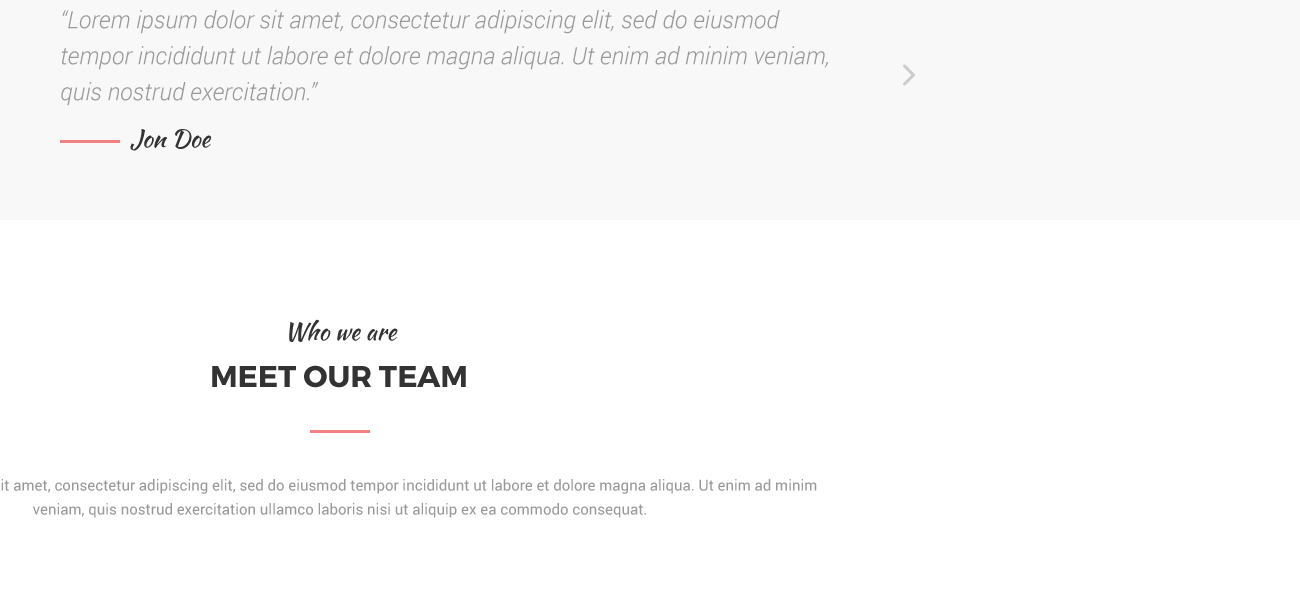 “Lorem ipsum dolor sit amet, consectetur adipiscing elit, sed do eiusmod
tempor incididunt ut labore et dolore magna aliqua. Ut enim ad minim veniam,
quis nostrud exercitation.”
Jon Doe
Who we are
MEET OUR TEAM
it amet, consectetur adipiscing elit, sed do eiusmod tempor incididunt ut labore et dolore magna aliqua. Ut enim ad minim
veniam, quis nostrud exercitation ullamco laboris nisi ut aliquip ex ea commodo consequat.